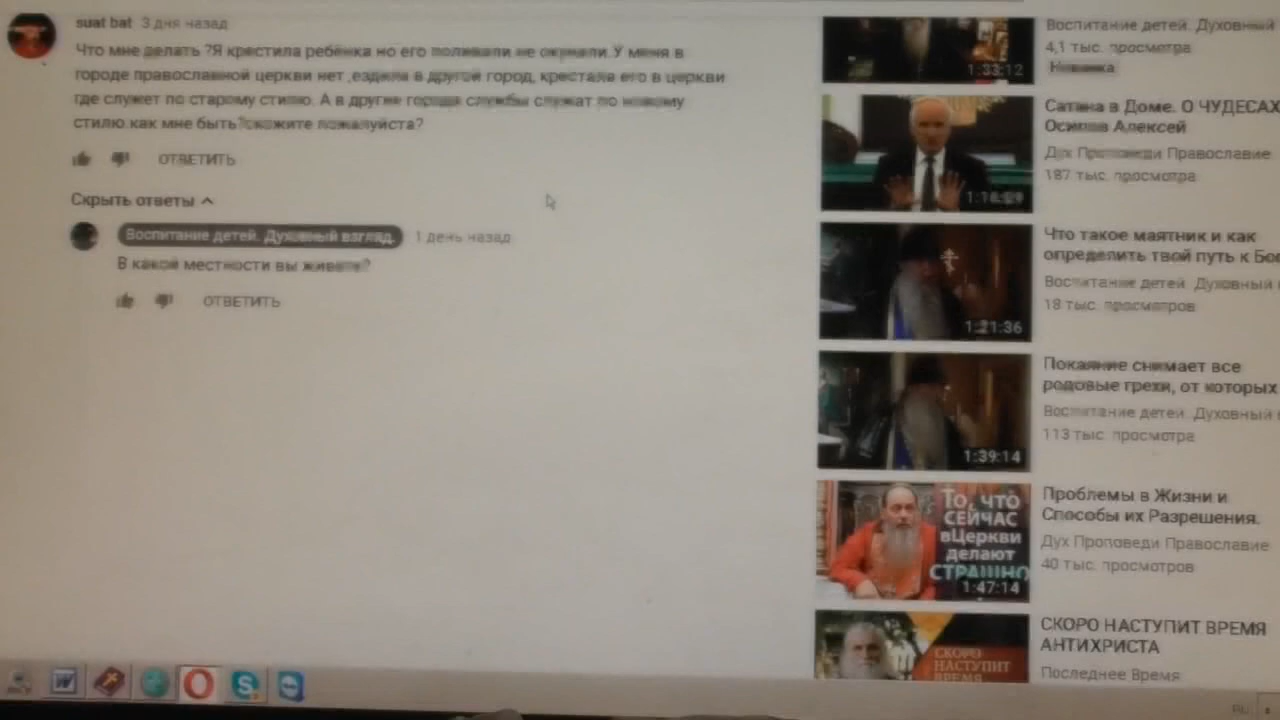 suat bat 3 дня назад
Что мне делать ?Я крестила ребёнка но его поливали не окунали.У меня в
городе православной церкви нет ,ездила в другой город, крестила его в церкви
где служет по старому стилю. А в другие города службы служат по новому
стилю.как мне быть?скожите пожалуйста?
ОТВЕТИТЬ
Скрыть ответы
Воспитание детей. Духовный взгляд. 1 день назад
В какой местности вы живете?
ОТВЕТИТЬ
Воспитание детей. Духовный
4,1 тыс. просмотра
Новинка
1:33:12
Сатана в Доме. О ЧУДЕСАХ
Осипов Алексей
Дух Проповеди Православие
187 тыс. просмотра
Что такое маятник и как
определить твой путь к Бо
Воспитание детей. Духовный
18 тыс. просмотров
1:21:36
Покаяние снимает все
родовые грехи, от которых
Воспитание детей. Духовный
113 тыс. просмотра
1:39:14
Проблемы в Жизни и
Способы их Разрешения.
Дух Проповеди Православие
40 тыс. просмотров
То, что
СЕЙЧАС
вЦеркви
делают
СТРАШНО
1:47:14
СКОРО НАСТУПИТ ВРЕМЯ
АНТИХРИСТА
Последнее Время
СКОРО
НАСТУПИТ
ВРЕМЯ
RU